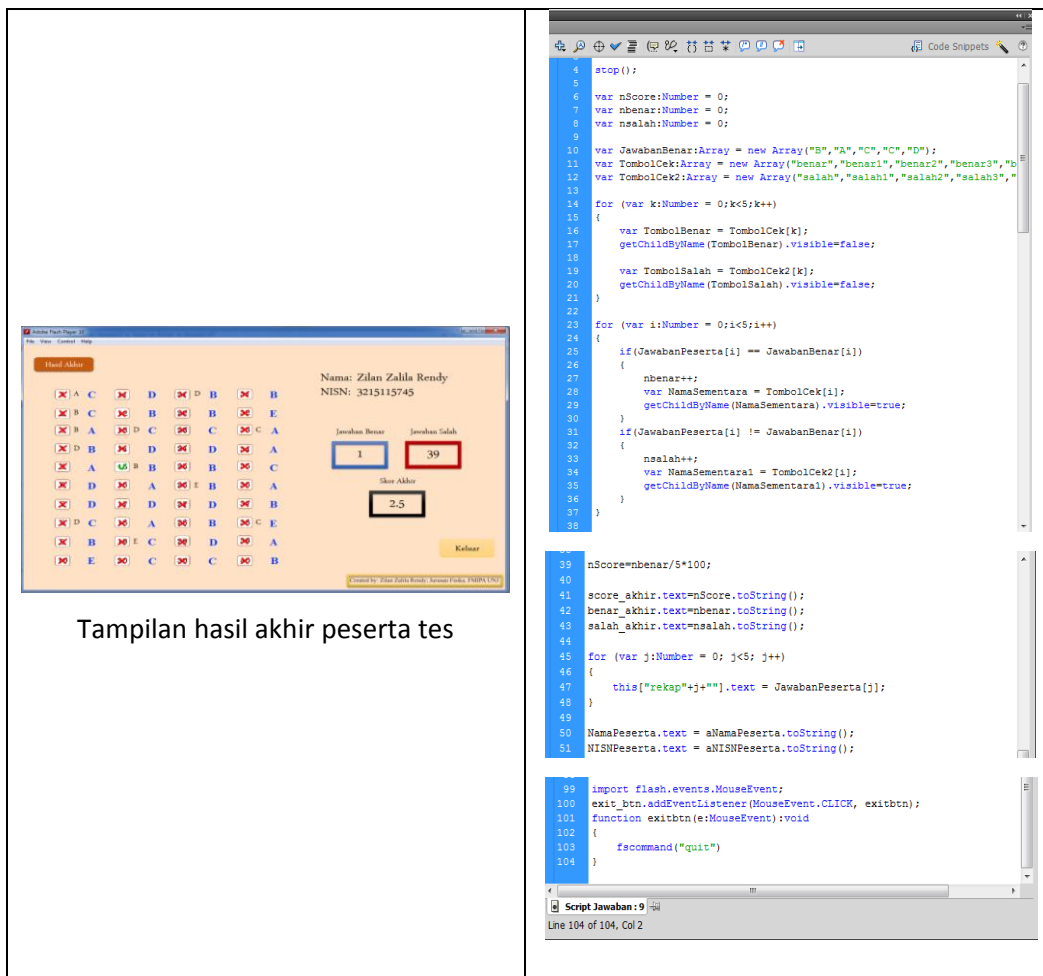 Adobe Flash Player 10
File View Control Help
Hasil Akhir
A C D D B B
B C B B E
B A D C C C A
D B D D A
A B B B C
D A E B A
D D D B
D C A B C E
B E C D A
E C C B
Nama: Zilan Zalila Rendy
NISN: 3215115745
Jawaban Benar Jawaban Salah
1 39
Skor Akhir
2.5
Keluar
Created by: Zilan Zalila Rendy, Jurusan Fisika, FMIPA UNJ
Tampilan hasil akhir peserta tes
Code Snippets
4 stop();
5
6 var nScore:Number = 0;
7 var nbenar:Number = 0;
8 var nsalah:Number = 0;
9
10 var JawabanBenar:Array = new Array("B","A","C","C","D");
11 var TombolCek:Array = new Array("benar","benar1","benar2","benar3","b
12 var TombolCek2:Array = new Array("salah","salah1","salah2","salah3","
13
14 for (var k:Number = 0;k<5;k++)
15 {
16 var TombolBenar = TombolCek[k];
17 getChildByName(TombolBenar).visible=false;
18
19 var TombolSalah = TombolCek2[k];
20 getChildByName(TombolSalah).visible=false;
21 }
22
23 for (var i:Number = 0;i<5;i++)
24 {
25 if(JawabanPeserta[i] == JawabanBenar[i])
26 {
27 nbenar++;
28 var NamaSementara = TombolCek[i];
29 getChildByName(NamaSementara).visible=true;
30 }
31 if(JawabanPeserta[i] != JawabanBenar[i])
32 {
33 nsalah++;
34 var NamaSementara1 = TombolCek2[i];
35 getChildByName(NamaSementara1).visible=true;
36 }
37 }
38
39 nScore=nbenar/5*100;
40
41 score_akhir.text=nScore.toString();
42 benar_akhir.text=nbenar.toString();
43 salah_akhir.text=nsalah.toString();
44
45 for (var j:Number = 0; j<5; j++)
46 {
47 this["rekap"+j+""].text = JawabanPeserta[j];
48 }
49
50 NamaPeserta.text = aNamaPeserta.toString();
51 NISNPeserta.text = aNISNPeserta.toString();
99 import flash.events.MouseEvent;
100 exit_btn.addEventListener(MouseEvent.CLICK, exitbtn);
101 function exitbtn(e:MouseEvent):void
102 {
103 fscommand("quit")
104 }
Script Jawaban : 9
Line 104 of 104, Col 2